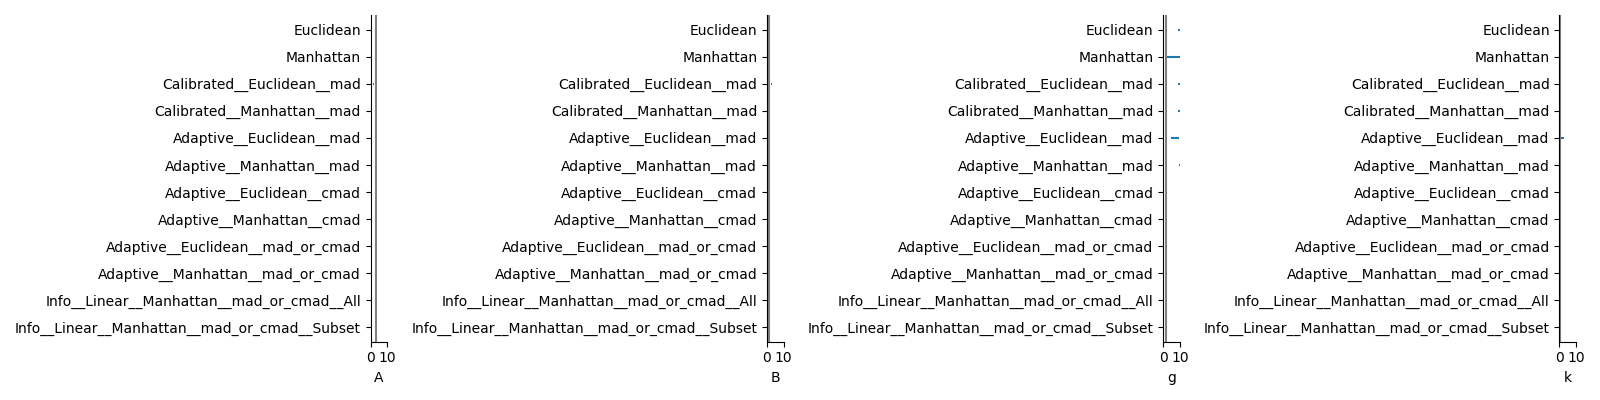 Euclidean
Manhattan
Calibrated__Euclidean__mad
Calibrated__Manhattan__mad
Adaptive__Euclidean__mad
Adaptive__Manhattan__mad
Adaptive__Euclidean__cmad
Adaptive__Manhattan__cmad
Adaptive__Euclidean__mad_or_cmad
Adaptive__Manhattan__mad_or_cmad
Info__Linear__Manhattan__mad_or_cmad__All
Info__Linear__Manhattan__mad_or_cmad__Subset
0 10
A
Euclidean
Manhattan
Calibrated__Euclidean__mad
Calibrated__Manhattan__mad
Adaptive__Euclidean__mad
Adaptive__Manhattan__mad
Adaptive__Euclidean__cmad
Adaptive__Manhattan__cmad
Adaptive__Euclidean__mad_or_cmad
Adaptive__Manhattan__mad_or_cmad
Info__Linear__Manhattan__mad_or_cmad__All
Info__Linear__Manhattan__mad_or_cmad__Subset
0 10
B
Euclidean
Manhattan
Calibrated__Euclidean__mad
Calibrated__Manhattan__mad
Adaptive__Euclidean__mad
Adaptive__Manhattan__mad
Adaptive__Euclidean__cmad
Adaptive__Manhattan__cmad
Adaptive__Euclidean__mad_or_cmad
Adaptive__Manhattan__mad_or_cmad
Info__Linear__Manhattan__mad_or_cmad__All
Info__Linear__Manhattan__mad_or_cmad__Subset
0 10
g
Euclidean
Manhattan
Calibrated__Euclidean__mad
Calibrated__Manhattan__mad
Adaptive__Euclidean__mad
Adaptive__Manhattan__mad
Adaptive__Euclidean__cmad
Adaptive__Manhattan__cmad
Adaptive__Euclidean__mad_or_cmad
Adaptive__Manhattan__mad_or_cmad
Info__Linear__Manhattan__mad_or_cmad__All
Info__Linear__Manhattan__mad_or_cmad__Subset
0 10
k